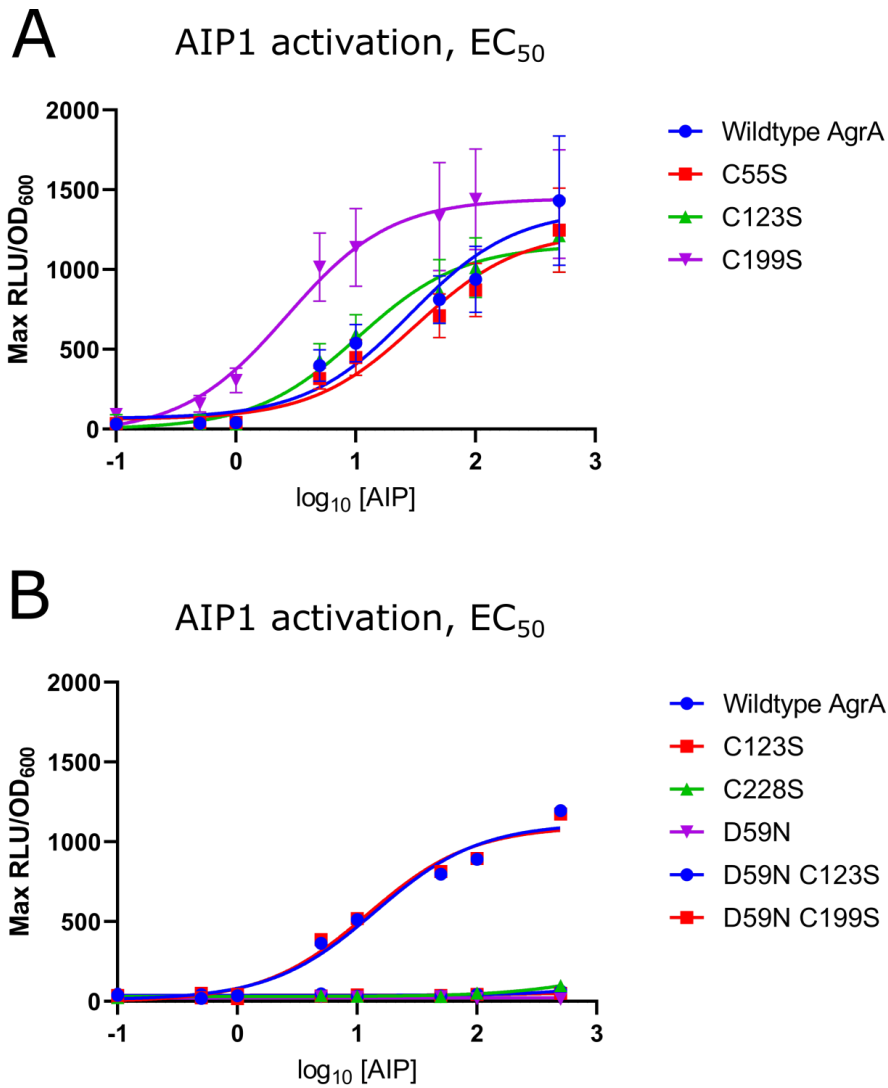 A
AIP1 activation, EC50
Max RLU/OD600
2000
1500
1000
500
0
-1
0
1
2
3
log10 [AIP]
Wildtype AgrA
C55S
C123S
C199S
B
AIP1 activation, EC50
Max RLU/OD600
2000
1500
1000
500
0
-1
0
1
2
3
log10 [AIP]
Wildtype AgrA
C123S
C228S
D59N
D59N C123S
D59N C199S